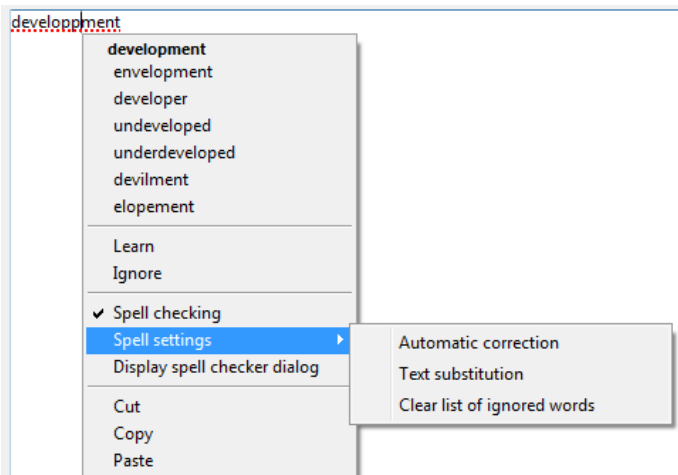 developpment
development
envelopment
developer
undeveloped
underdeveloped
devilment
elopement
Learn
Ignore
Spell checking
Spell settings
Display spell checker dialog
Cut
Copy
Paste
Automatic correction
Text substitution
Clear list of ignored words